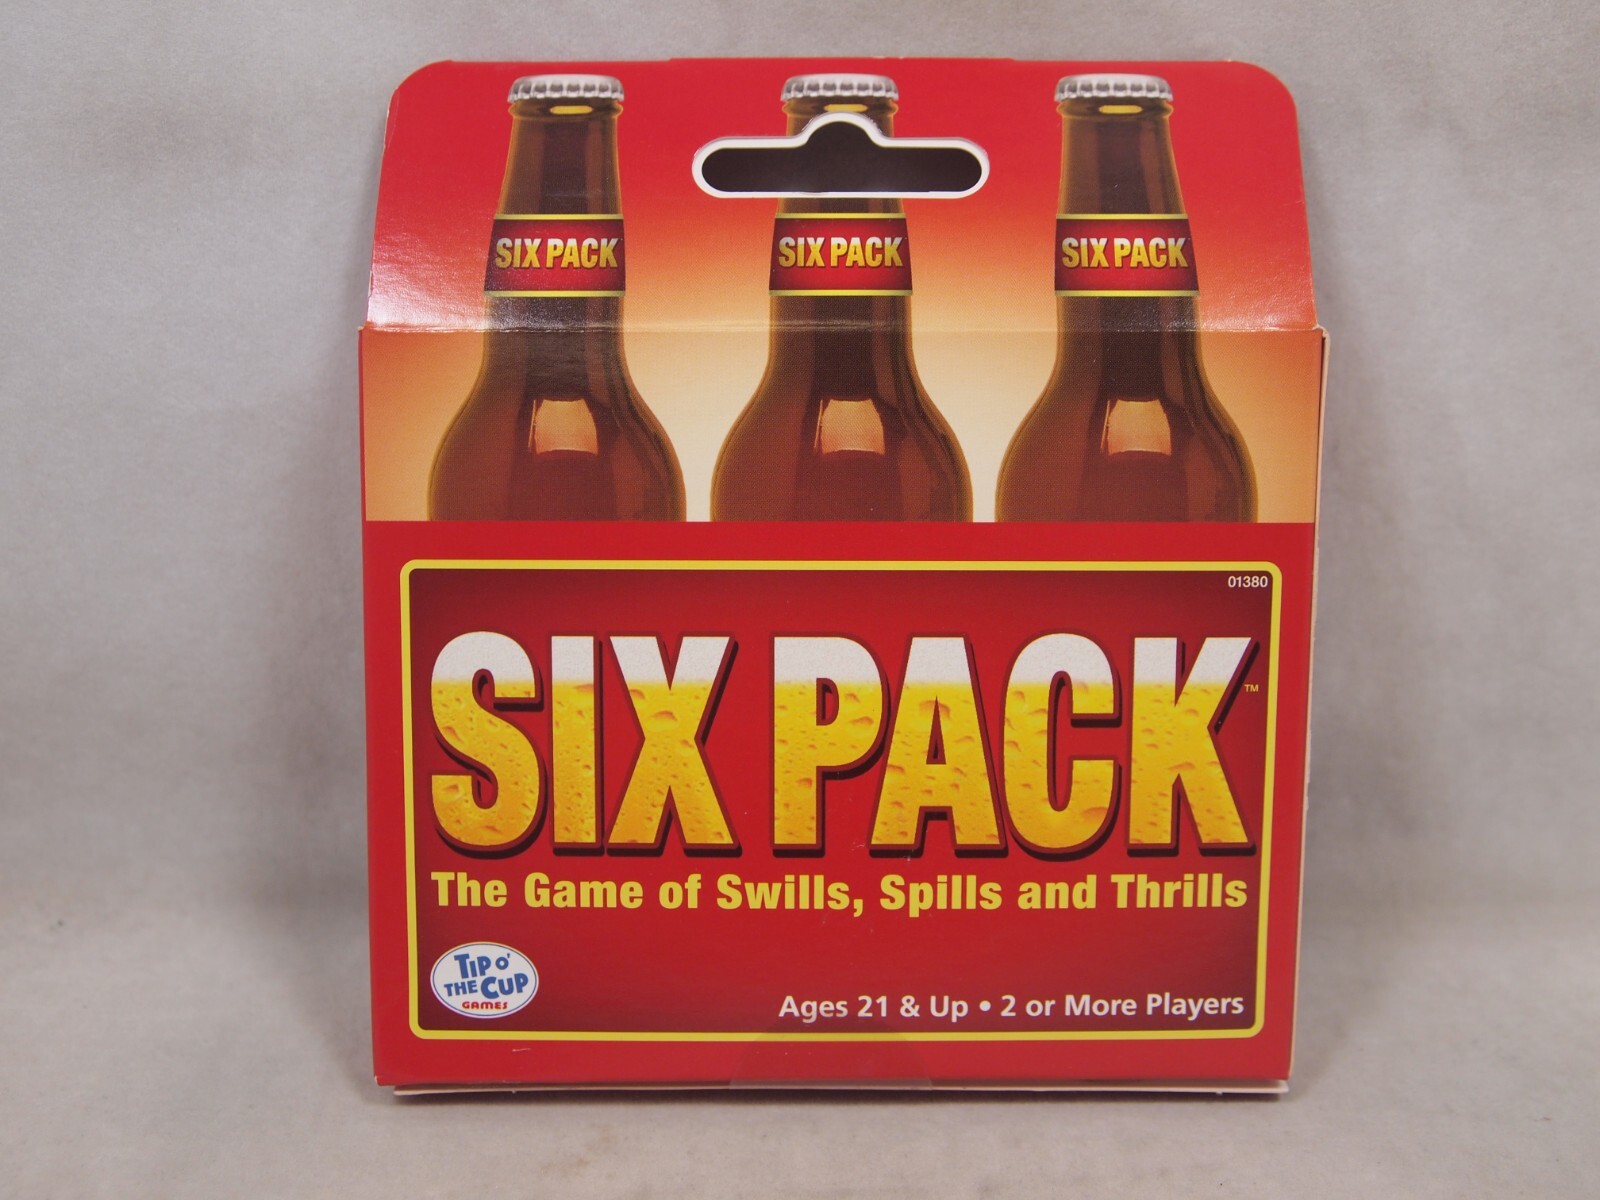 SIX PACK SIX PACK SIX PACK
01380
SIX PACK™
The Game of Swills, Spills and Thrills
TIP O'
THE CUP
GAMES
Ages 21 & Up • 2 or More Players